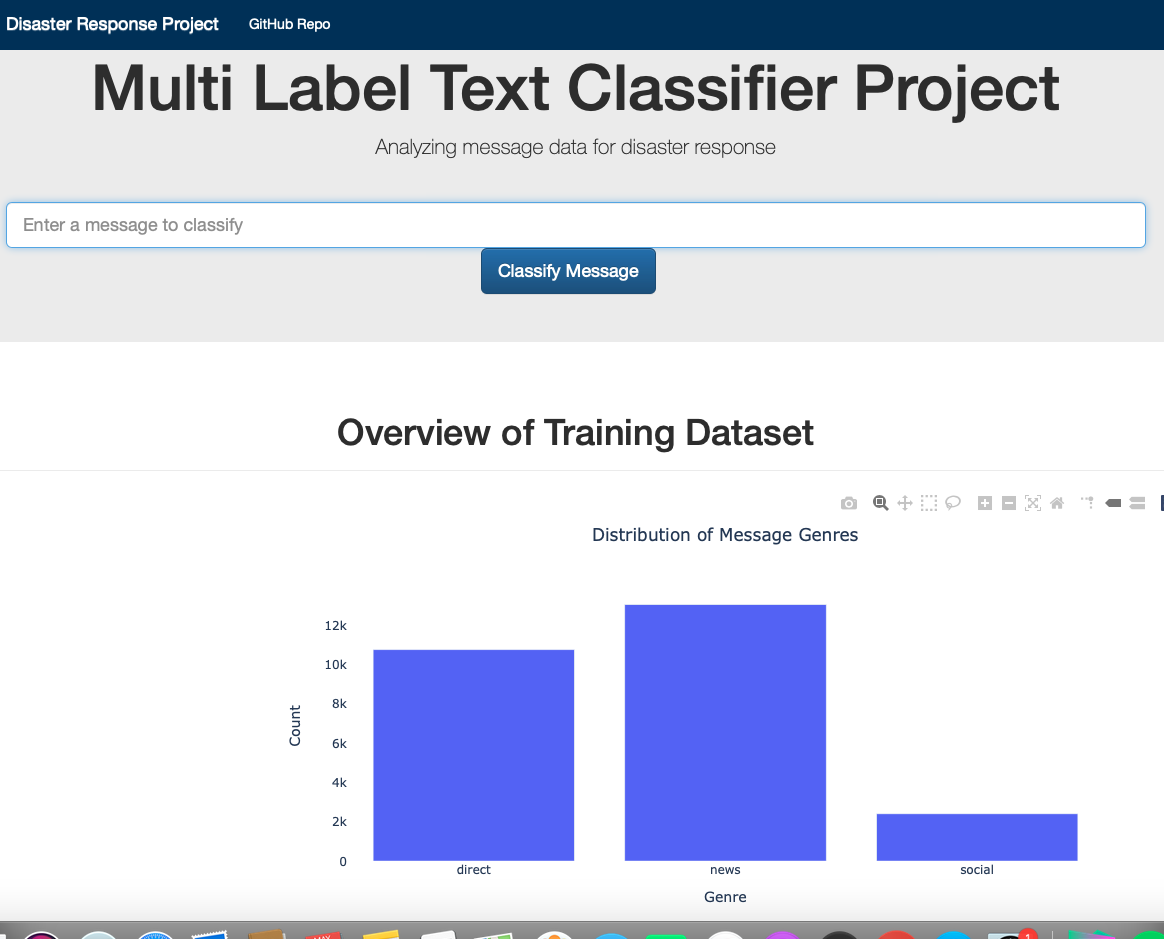 Disaster Response Project GitHub Repo
Multi Label Text Classifier Project
Analyzing message data for disaster response
Enter a message to classify
Classify Message
Overview of Training Dataset
Distribution of Message Genres
12k
10k
8k
6k
4k
2k
0
Count
direct news social
Genre
MAY
1